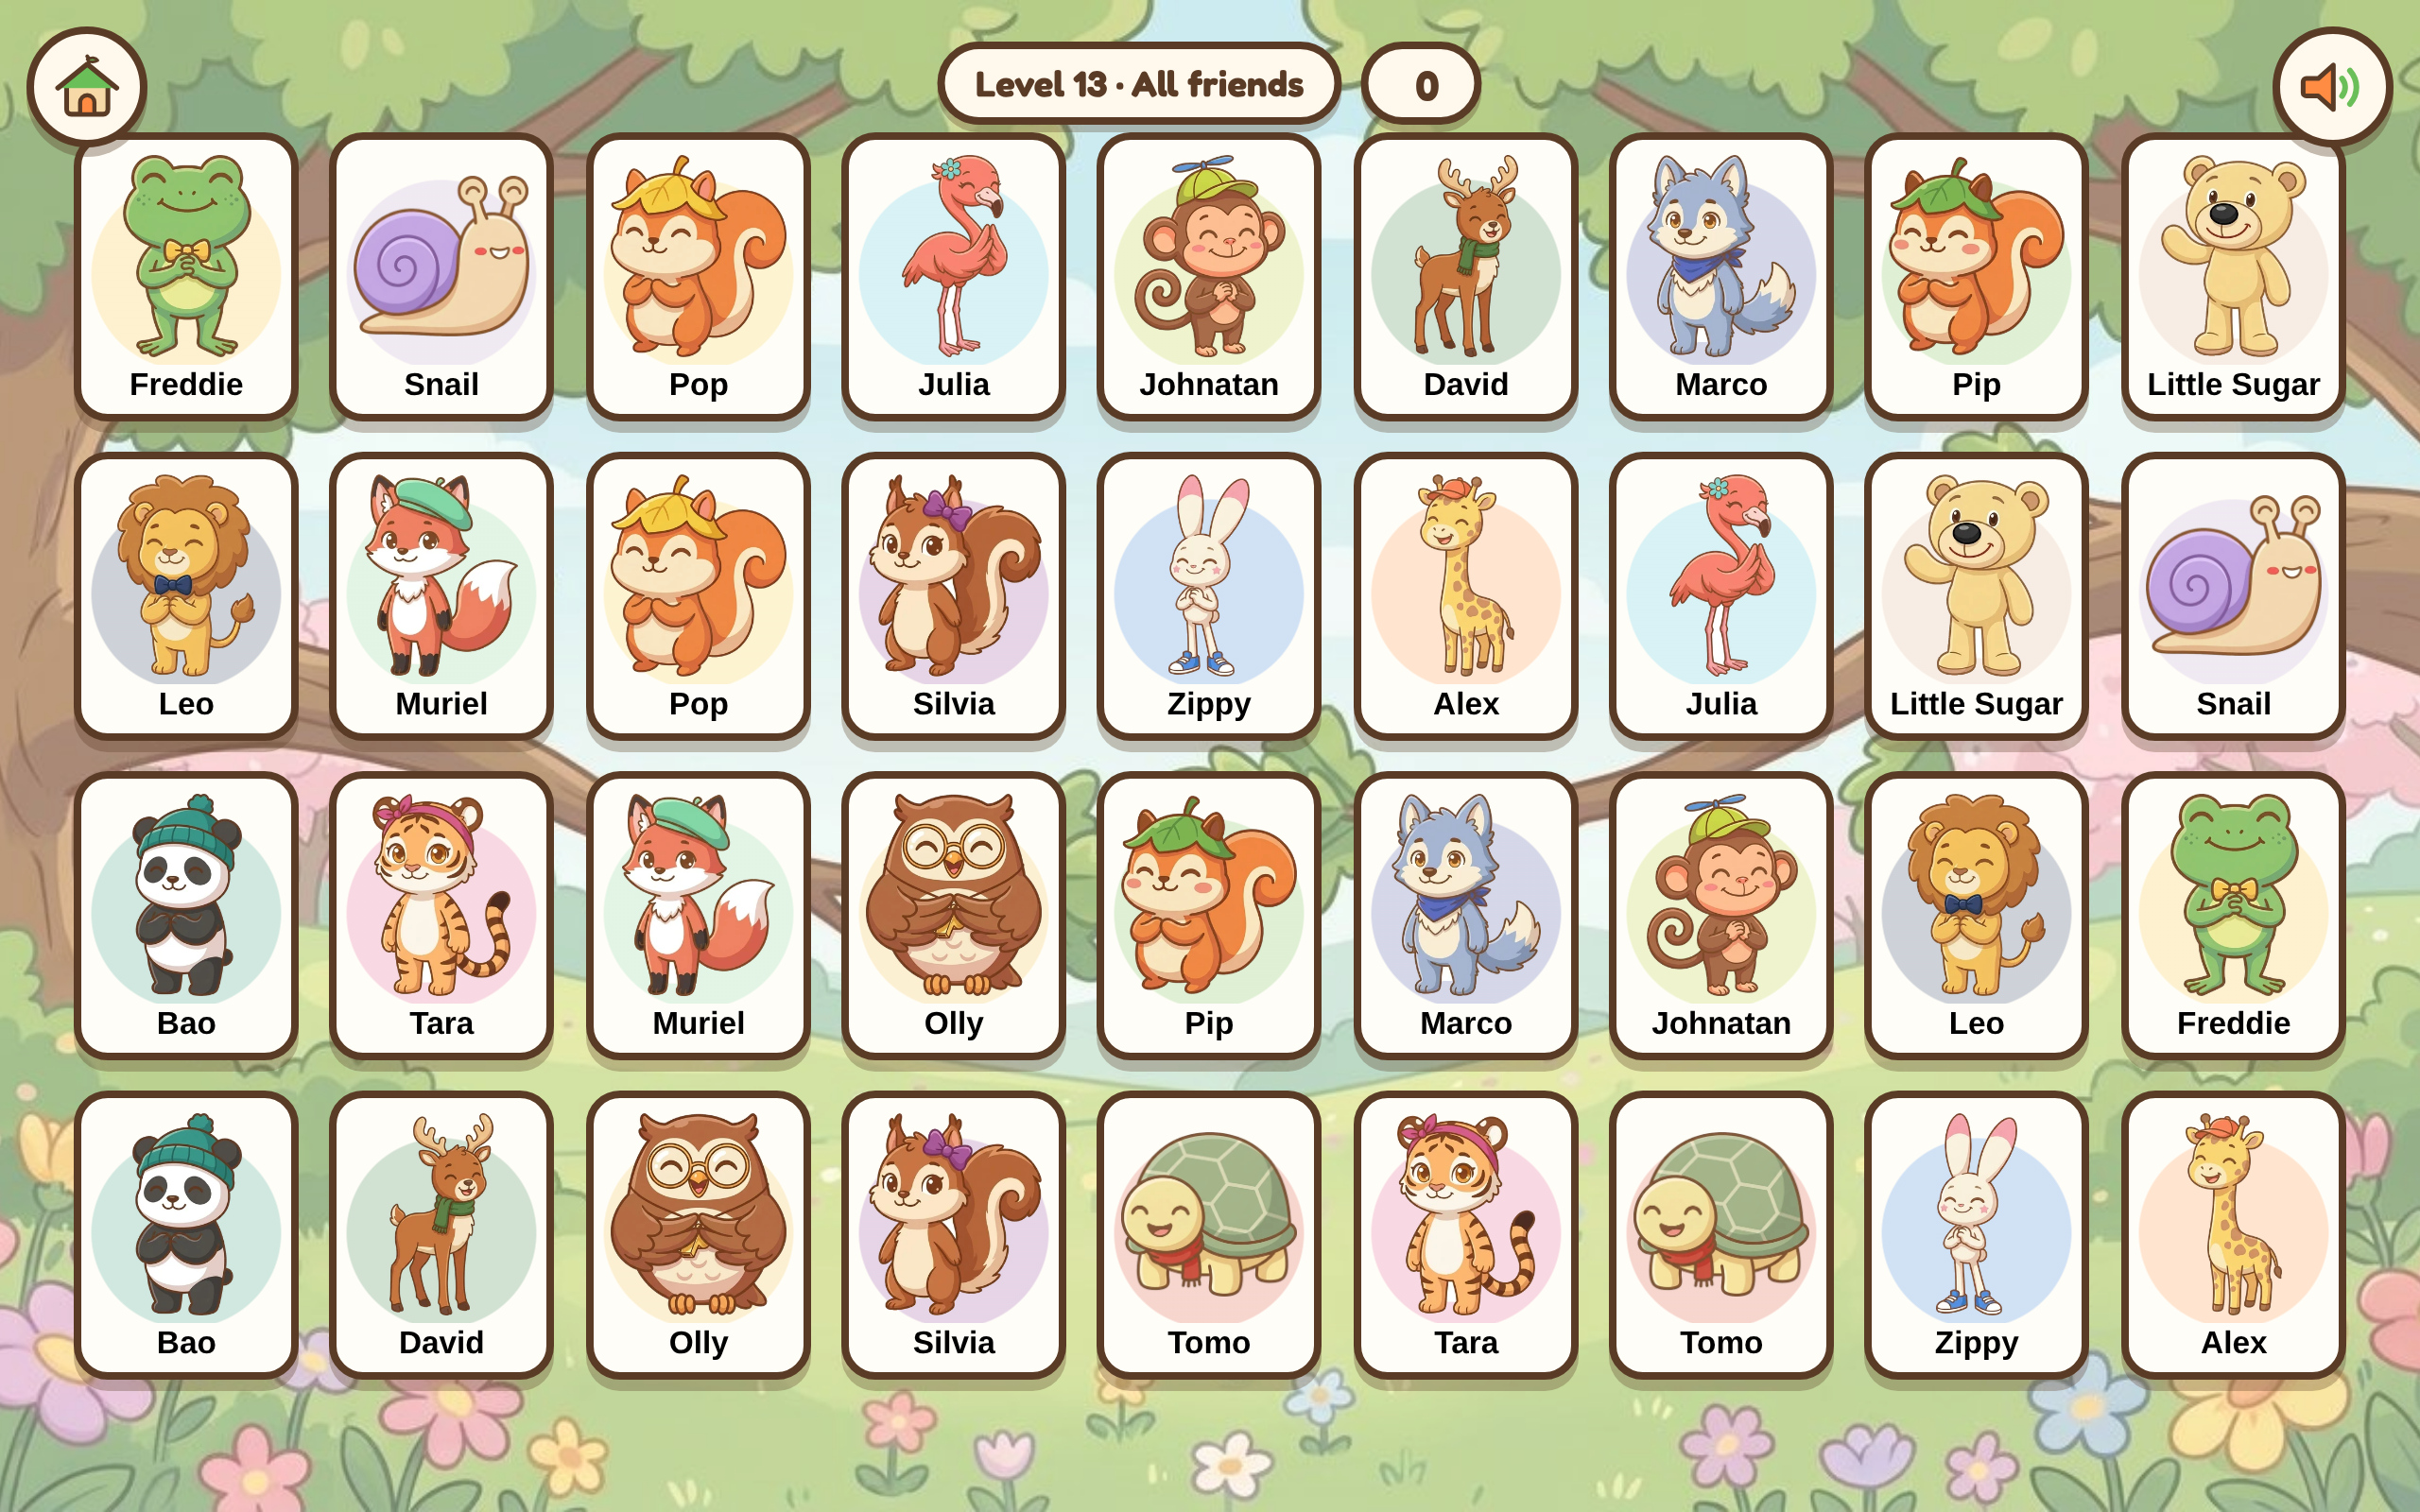 Level 13 · All friends
0
Freddie
Snail
Pop
Julia
Johnatan
David
Marco
Pip
Little Sugar
Leo
Muriel
Pop
Silvia
Zippy
Alex
Julia
Little Sugar
Snail
Bao
Tara
Muriel
Olly
Pip
Marco
Johnatan
Leo
Freddie
Bao
David
Olly
Silvia
Tomo
Tara
Tomo
Zippy
Alex